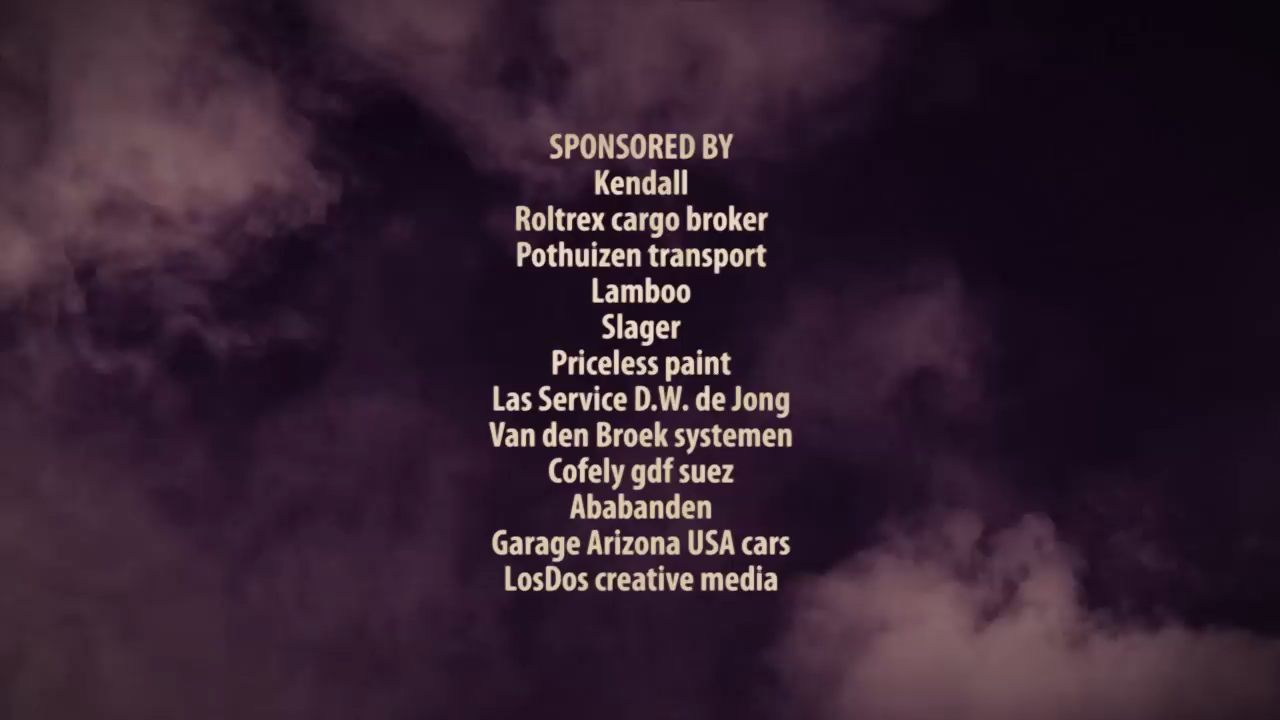 SPONSORED BY
Kendall
Roltrex cargo broker
Pothuizen transport
Lamboo
Slager
Priceless paint
Las Service D.W. de Jong
Van den Broek systemen
Cofely gdf suez
Ababanden
Garage Arizona USA cars
LosDos creative media